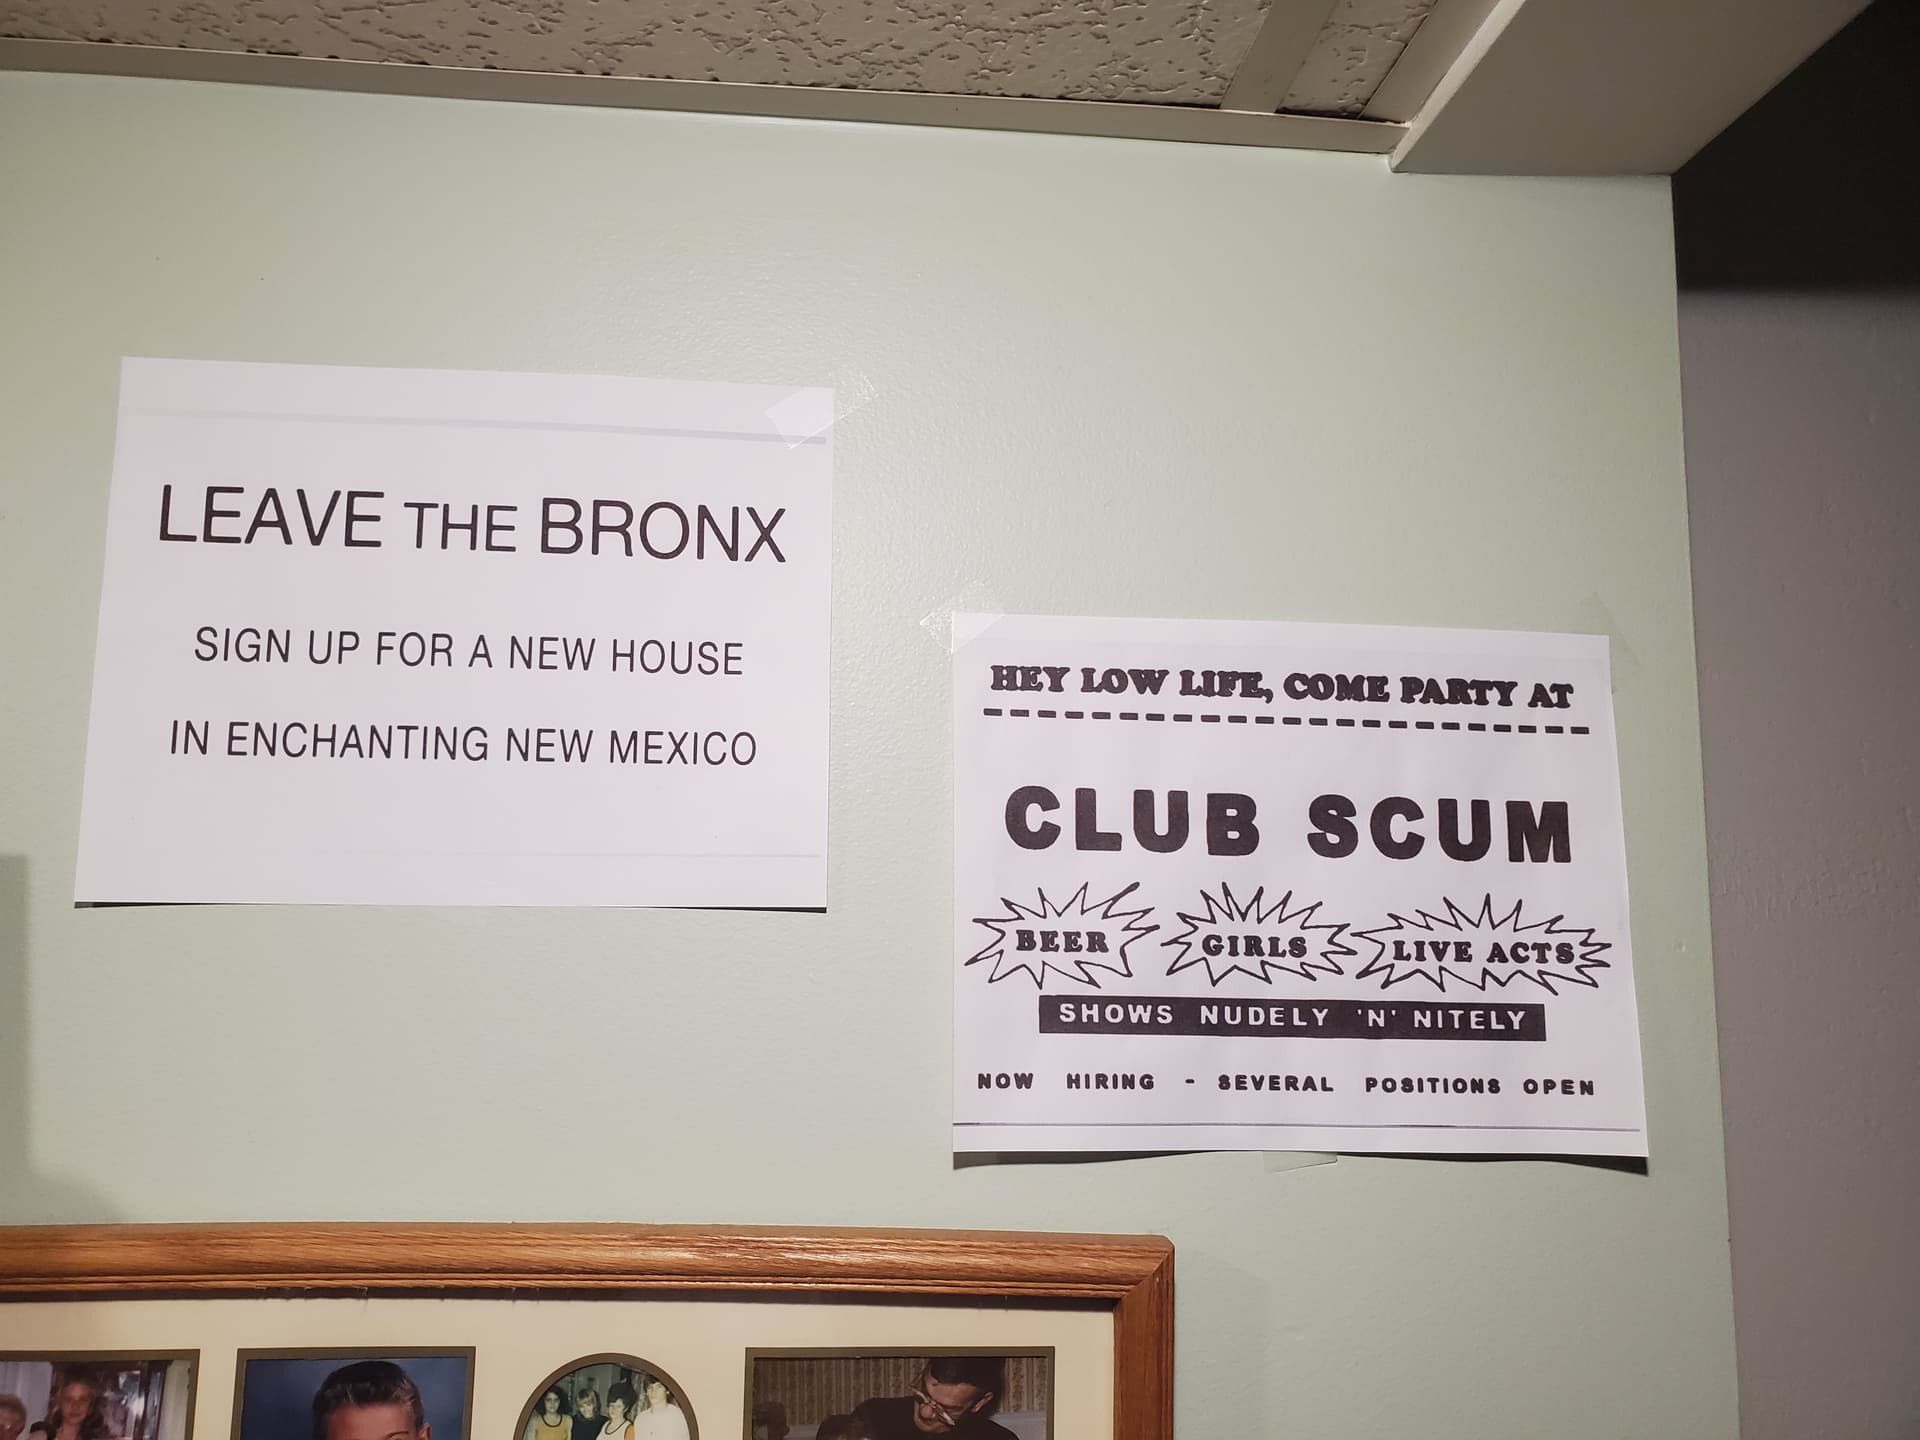 LEAVE THE BRONX
SIGN UP FOR A NEW HOUSE
IN ENCHANTING NEW MEXICO
HEY LOW LIFE, COME PARTY AT
CLUB SCUM
BEER GIRLS LIVE ACTS
SHOWS NUDELY 'N' NITELY
NOW HIRING - SEVERAL POSITIONS OPEN